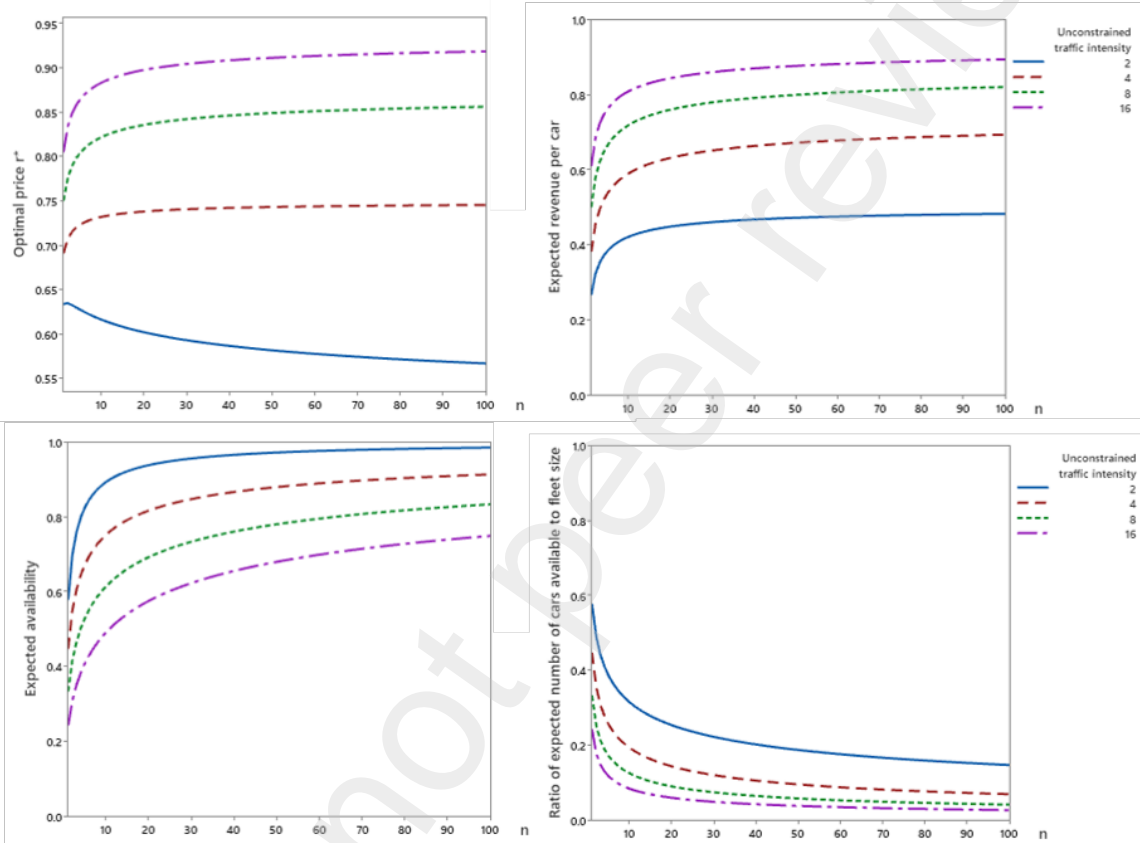 Optimal price r*
0.95
0.90
0.85
0.80
0.75
0.70
0.65
0.60
0.55
10 20 30 40 50 60 70 80 90 100 n
Expected revenue per car
1.0
0.8
0.6
0.4
0.2
0.0
10 20 30 40 50 60 70 80 90 100 n
Unconstrained
traffic intensity
2
4
8
16
Expected availability
1.0
0.8
0.6
0.4
0.2
0.0
10 20 30 40 50 60 70 80 90 100 n
Ratio of expected number of cars available to fleet size
1.0
0.8
0.6
0.4
0.2
0.0
10 20 30 40 50 60 70 80 90 100 n
Unconstrained
traffic intensity
2
4
8
16
not peer review